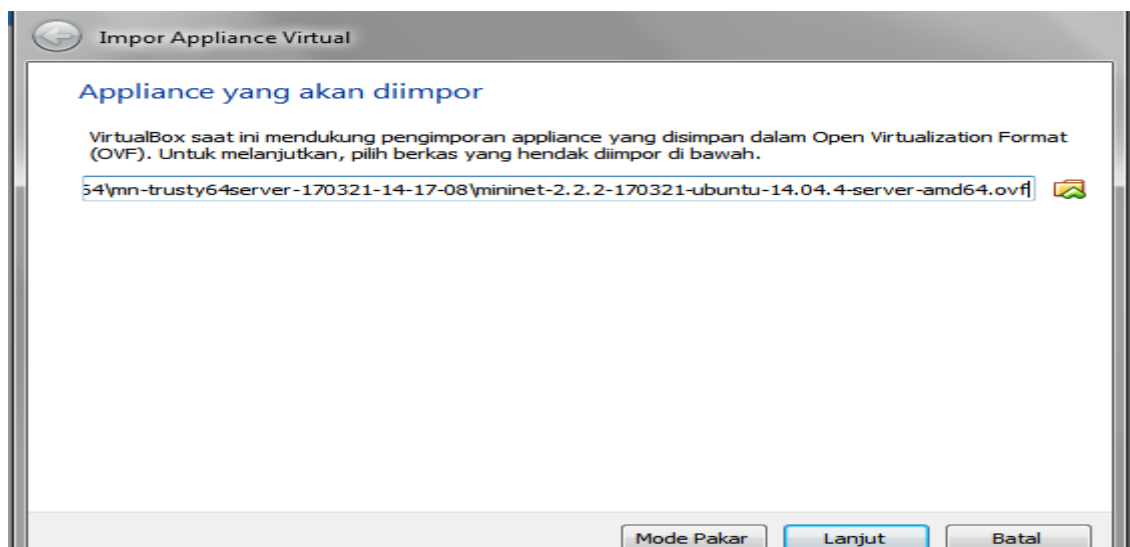 Impor Appliance Virtual
Appliance yang akan diimpor
VirtualBox saat ini mendukung pengimporan appliance yang disimpan dalam Open Virtualization Format
(OVF). Untuk melanjutkan, pilih berkas yang hendak diimpor di bawah.
54\mn-trusty64server-170321-14-17-08\mininet-2.2.2-170321-ubuntu-14.04.4-server-amd64.ovf
Mode Pakar Lanjut Batal